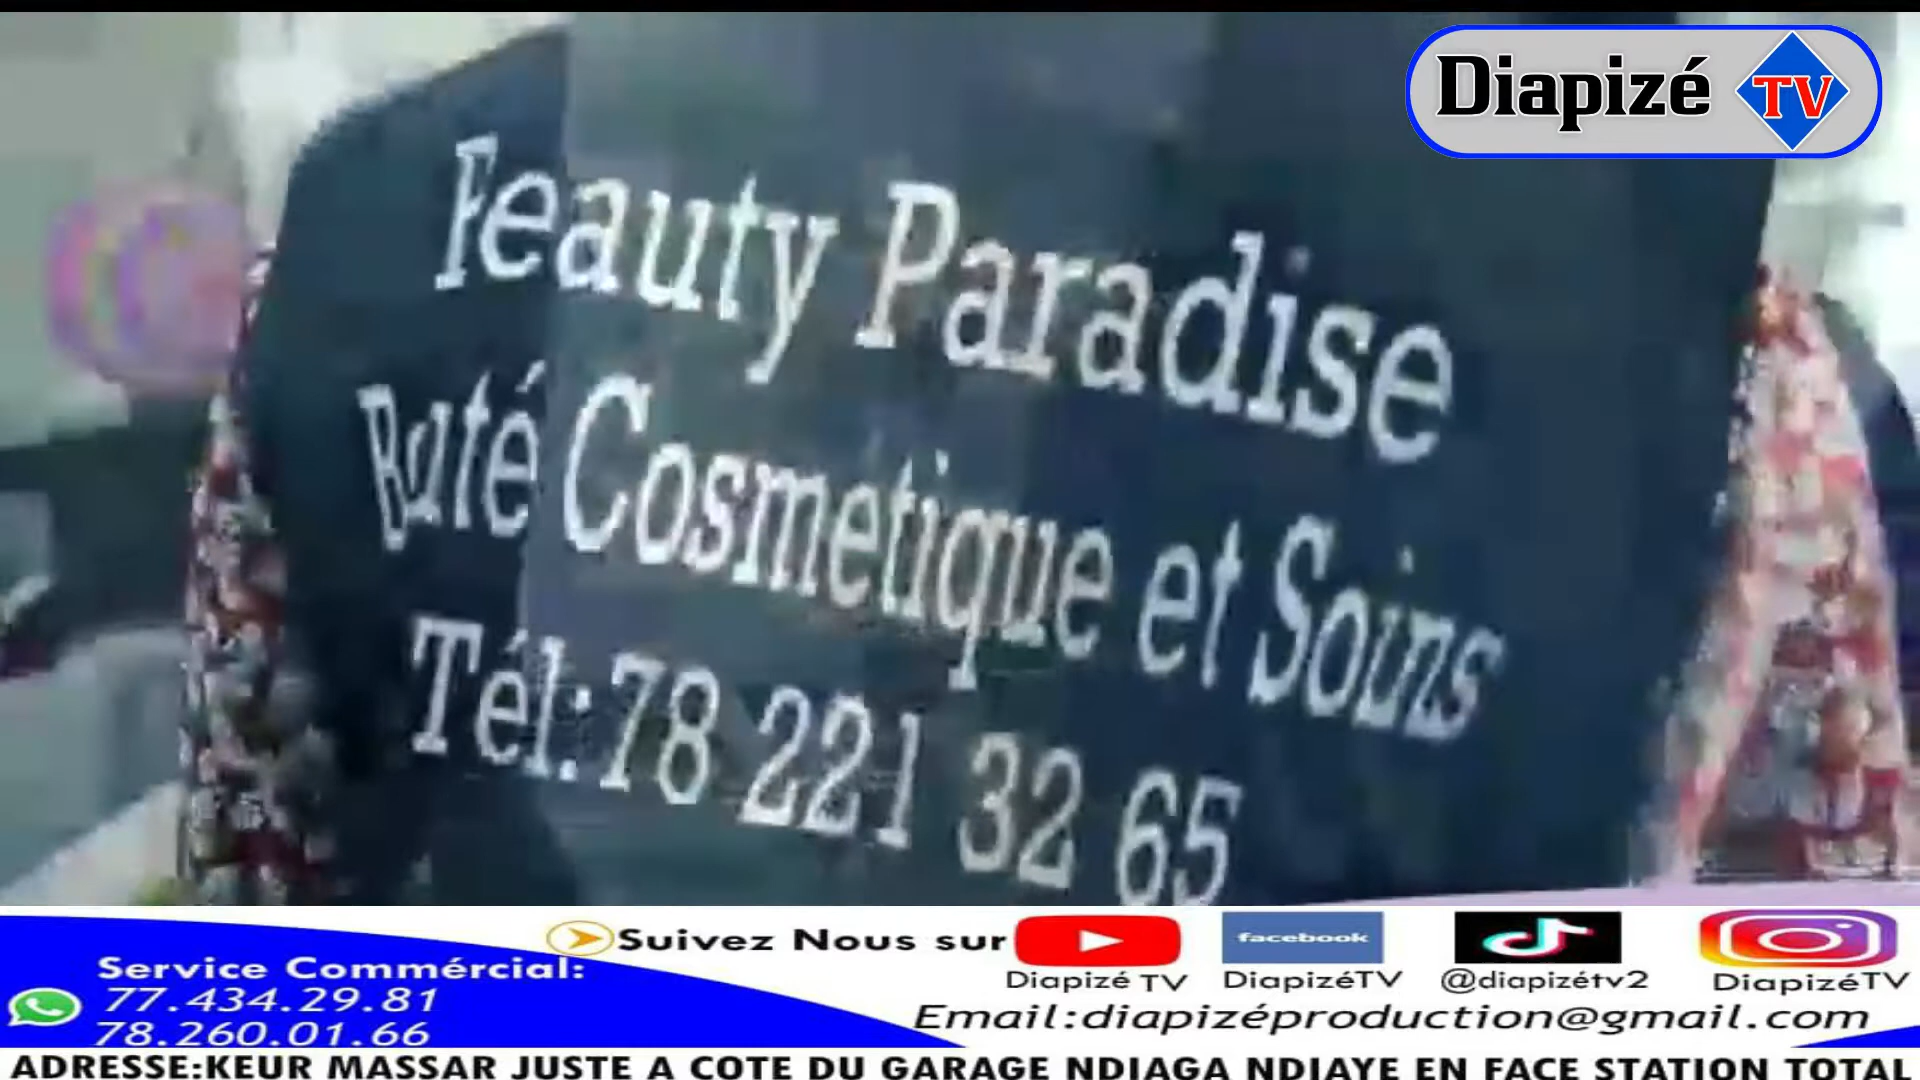 Diapizé TV
Feauty Paradise
Buté Cosmetique et Soins
Tél: 78 221 32 65
Suivez Nous sur
facebook
Diapizé TV
DiapizéTV
@diapizétv2
DiapizéTV
Service Commércial:
77.434.29.81
78.260.01.66
Email:diapizéproduction@gmail.com
ADRESSE:KEUR MASSAR JUSTE A COTE DU GARAGE NDIAGA NDIAYE EN FACE STATION TOTAL